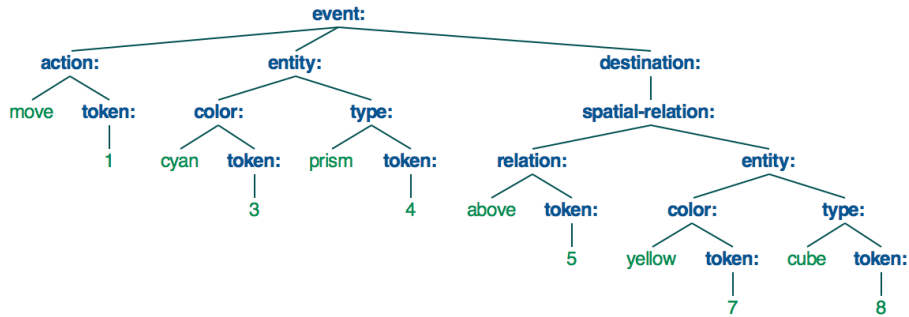 event:
action: entity: destination:
move token: color: type: spatial-relation:
1 cyan token: prism token: relation: entity:
3 4 above token: color: type:
5 yellow token: cube token:
7 8